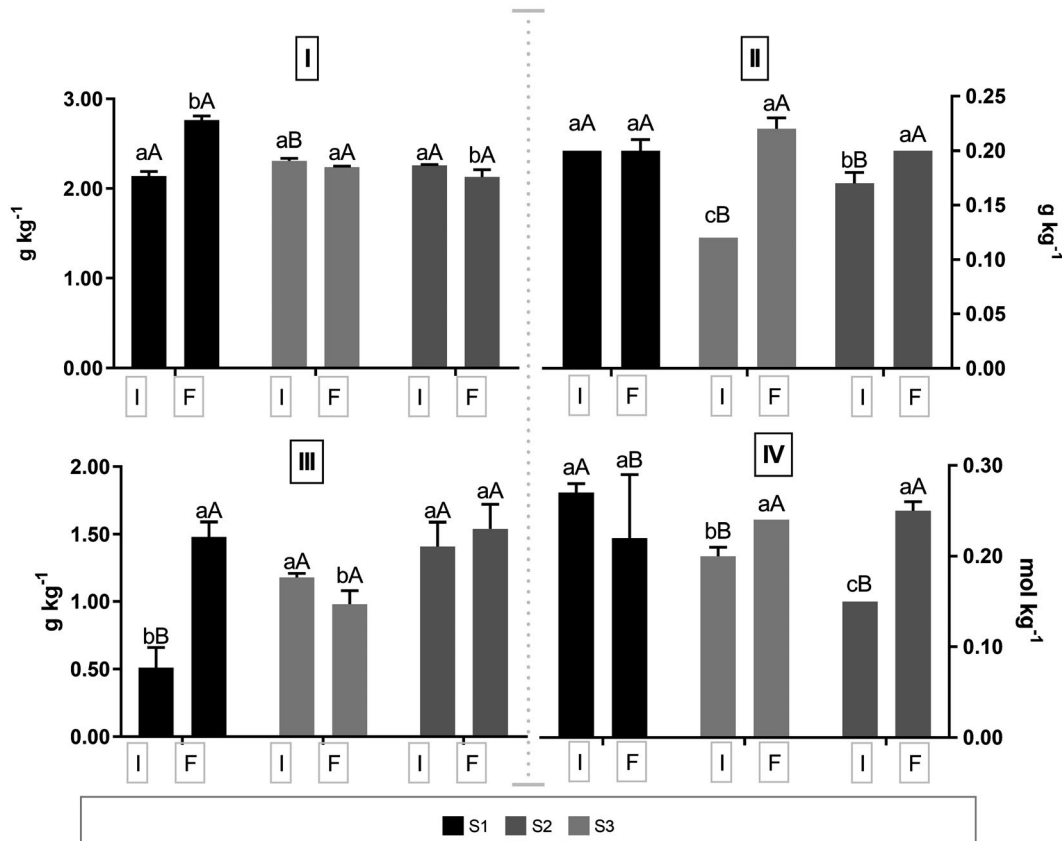 I
3.00
2.00
1.00
0.00
g kg-1
aA
bA
aB
aA
aA
bA
I
F
I
F
I
F
II
0.25
0.20
0.15
0.10
0.05
0.00
g kg-1
aA
aA
cB
aA
bB
aA
I
F
I
F
I
F
III
2.00
1.50
1.00
0.50
0.00
g kg-1
bB
aA
aA
bA
aA
aA
I
F
I
F
I
F
IV
0.30
0.20
0.10
0.00
mol kg-1
aA
aB
bB
aA
cB
aA
I
F
I
F
I
F
S1 S2 S3